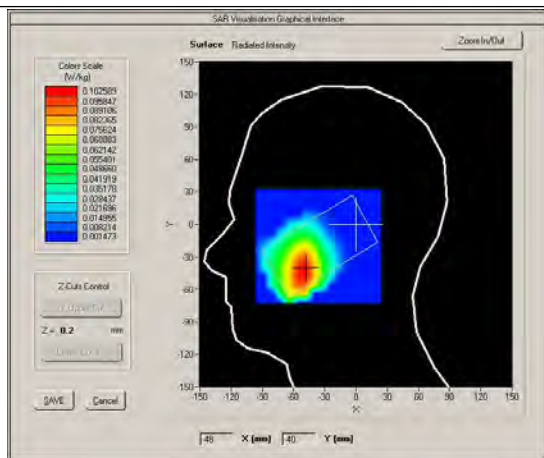 SAR Visualisation Graphical Interface
Surface Radiated Intensity
Zoom In/Out
Colors Scale
(W/kg)
0.102589
0.095847
0.089106
0.082365
0.075624
0.068883
0.062142
0.055401
0.048660
0.041919
0.035178
0.028437
0.021696
0.014955
0.008214
0.001473
150
120
90
60
30
0
-30
-60
-90
-120
-150
Y
-150 -120 -90 -60 -30 0 30 60 90 120 150
X
Z-Cuts Control
Z = 0.2 mm
SAVE Cancel
-48 X (mm) -40 Y (mm)